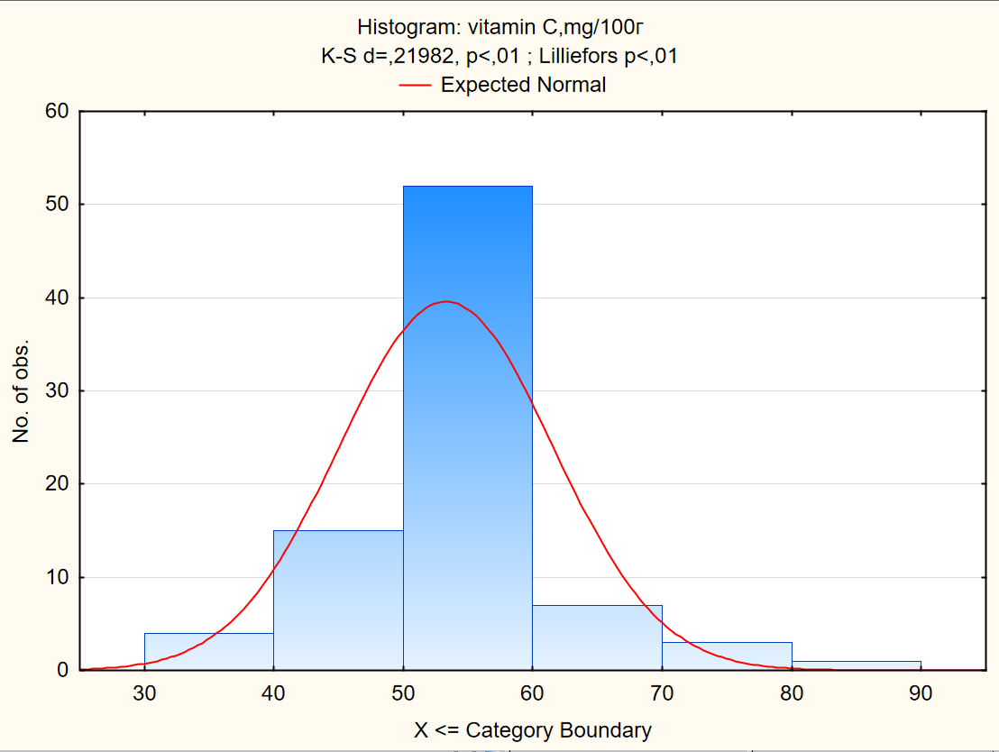 Histogram: vitamin C,mg/100г
K-S d=,21982, p<,01 ; Lilliefors p<,01
Expected Normal
60
50
40
30
20
10
0
No. of obs.
30 40 50 60 70 80 90
X <= Category Boundary